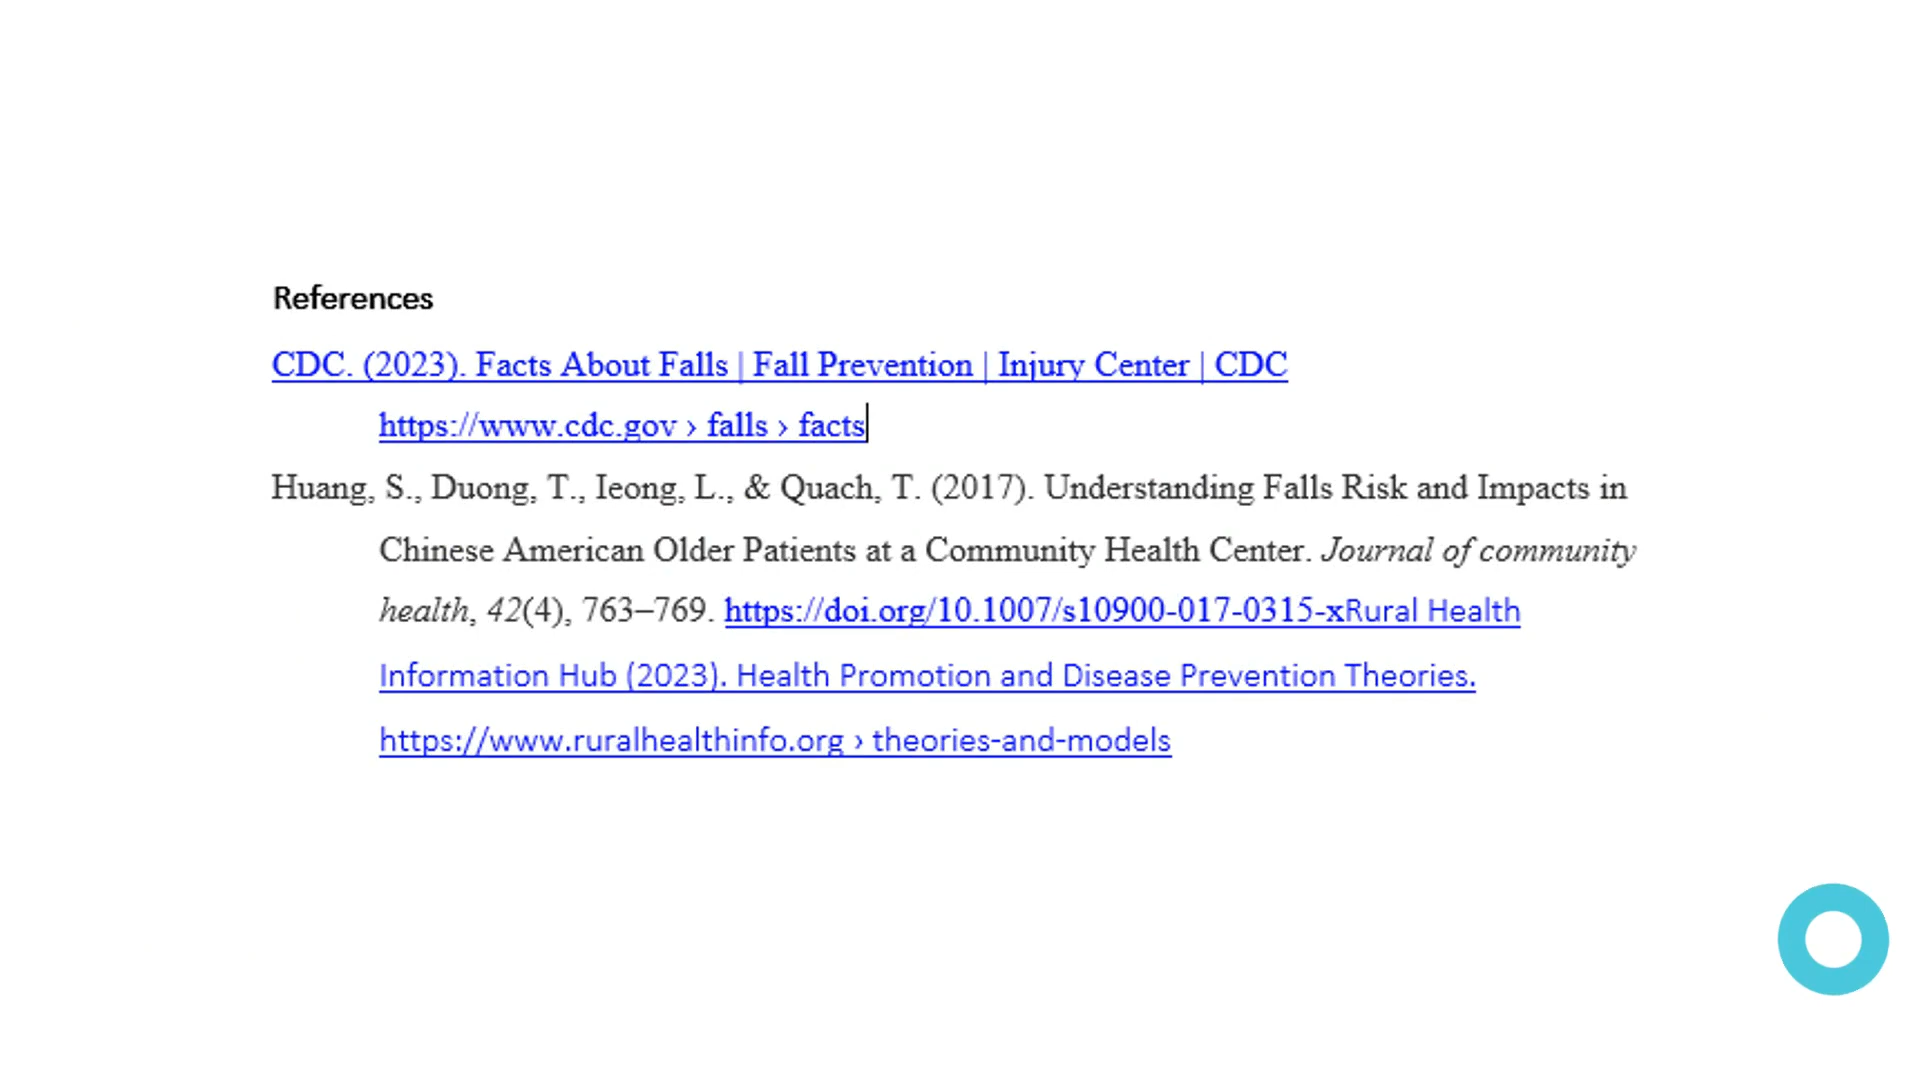 References
CDC. (2023). Facts About Falls | Fall Prevention | Injury Center | CDC
https://www.cdc.gov › falls › facts
Huang, S., Duong, T., Ieong, L., & Quach, T. (2017). Understanding Falls Risk and Impacts in
Chinese American Older Patients at a Community Health Center. Journal of community
health, 42(4), 763–769. https://doi.org/10.1007/s10900-017-0315-xRural Health
Information Hub (2023). Health Promotion and Disease Prevention Theories.
https://www.ruralhealthinfo.org › theories-and-models